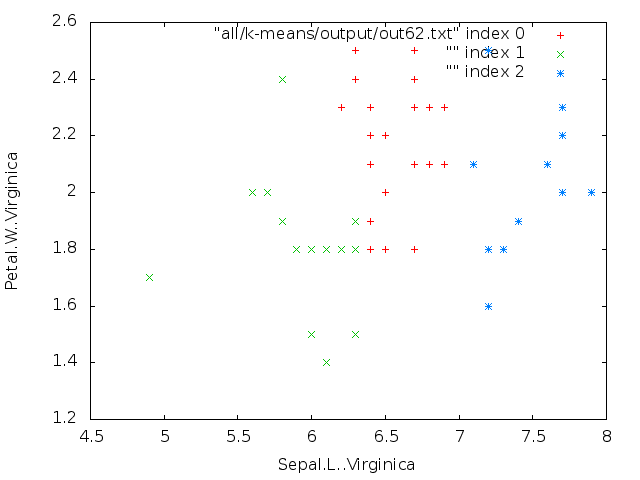 "all/k-means/output/out62.txt" index 0
"" index 1
"" index 2
2.6
2.4
2.2
2
1.8
1.6
1.4
1.2
Petal.W..Virginica
4.5 5 5.5 6 6.5 7 7.5 8
Sepal.L..Virginica